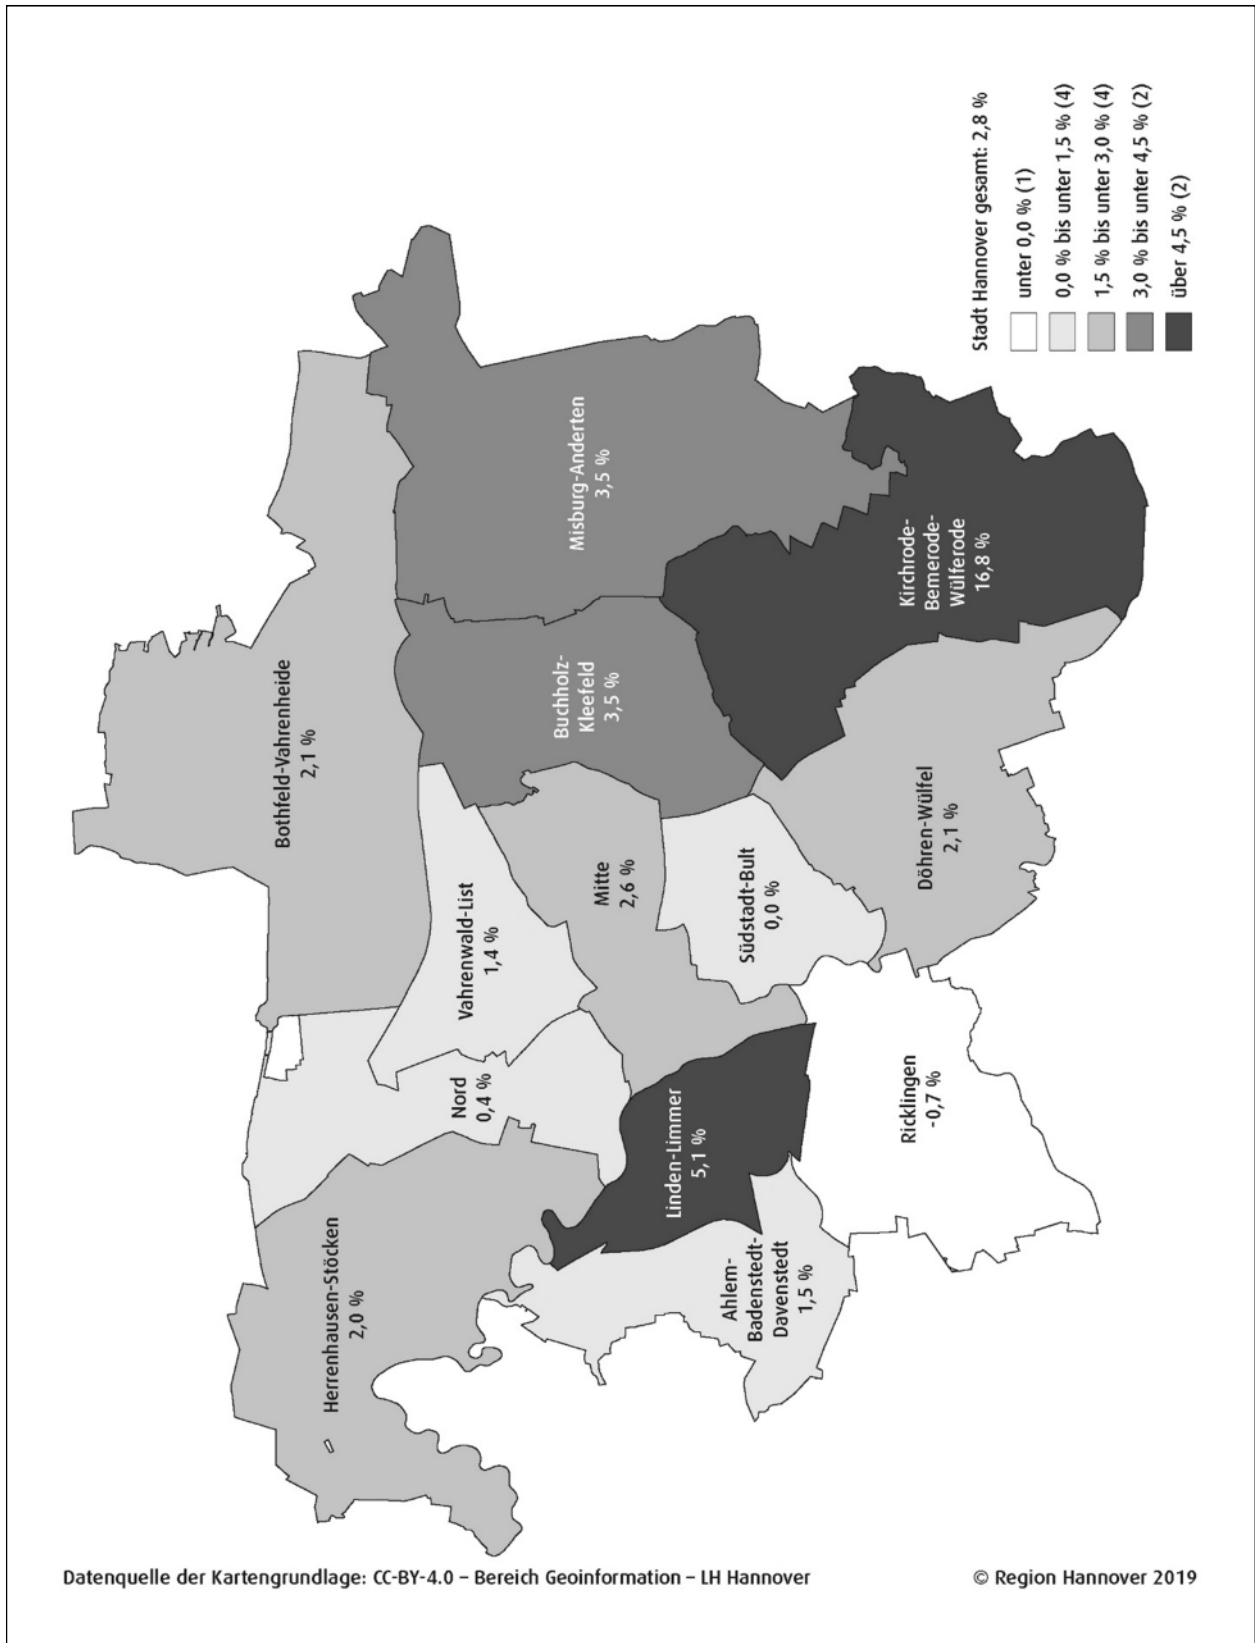 Stadt Hannover gesamt: 2,8 %
unter 0,0 % (1)
0,0 % bis unter 1,5 % (4)
1,5 % bis unter 3,0 % (4)
3,0 % bis unter 4,5 % (2)
über 4,5 % (2)
Bothfeld-Vahrenheide
2,1 %
Misburg-Anderten
3,5 %
Buchholz-
Kleefeld
3,5 %
Kirchrode-
Bemerode-
Wülferode
16,8 %
Vahrenwald-List
1,4 %
Mitte
2,6 %
Südstadt-Bult
0,0 %
Döhren-Wülfel
2,1 %
Nord
0,4 %
Herrenhausen-Stöcken
2,0 %
Linden-Limmer
5,1 %
Ahlem-
Badenstedt-
Davenstedt
1,5 %
Ricklingen
-0,7 %
Datenquelle der Kartengrundlage: CC-BY-4.0 – Bereich Geoinformation – LH Hannover
© Region Hannover 2019